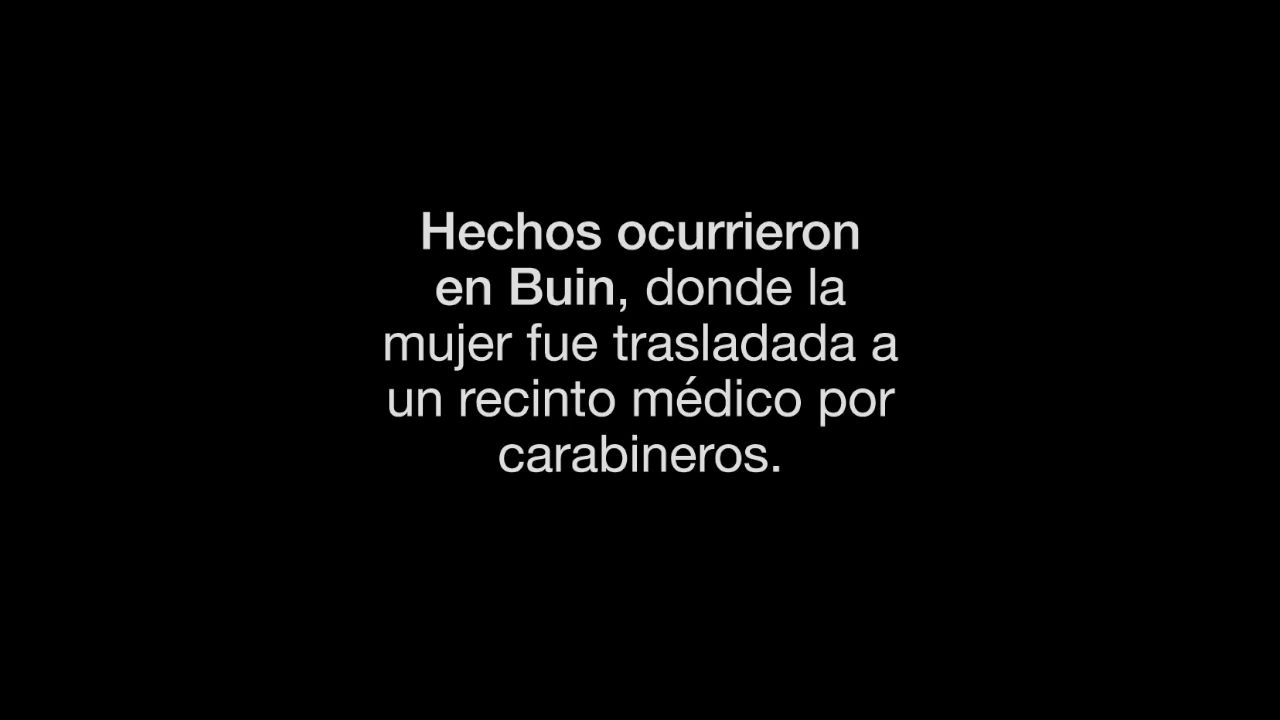 Hechos ocurrieron
en Buin, donde la
mujer fue trasladada a
un recinto médico por
carabineros.